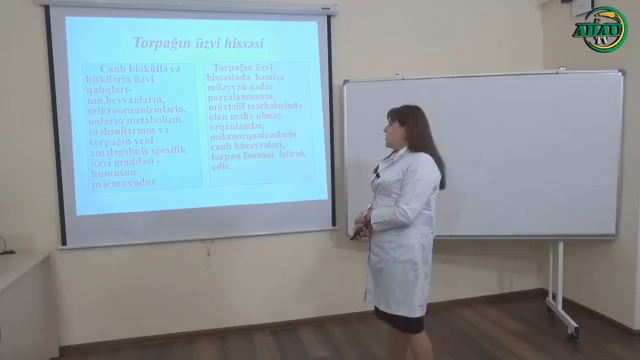 Torpağın üzvi hissəsi
Canlı biokütlə və
bitkilərin üzvi
qalıqları-
nın,heyvanların,
mikroorqanizmlərin,
onların metabolizm
məhsullarının və
torpağın yeni
əmələgəlmiş spesifik
üzvi maddəsi -
humusun
məcmuyudur
Torpağın üzvi
hissəsində həmişə
müəyyən qədər
parçalanmanın
müxtəlif mərhələsində
olan məhv olmuş
orqanizmlər,
mikroorqanizmlərin
canlı hüceyrələri,
torpaq faunası iştirak
edir.
ADAU